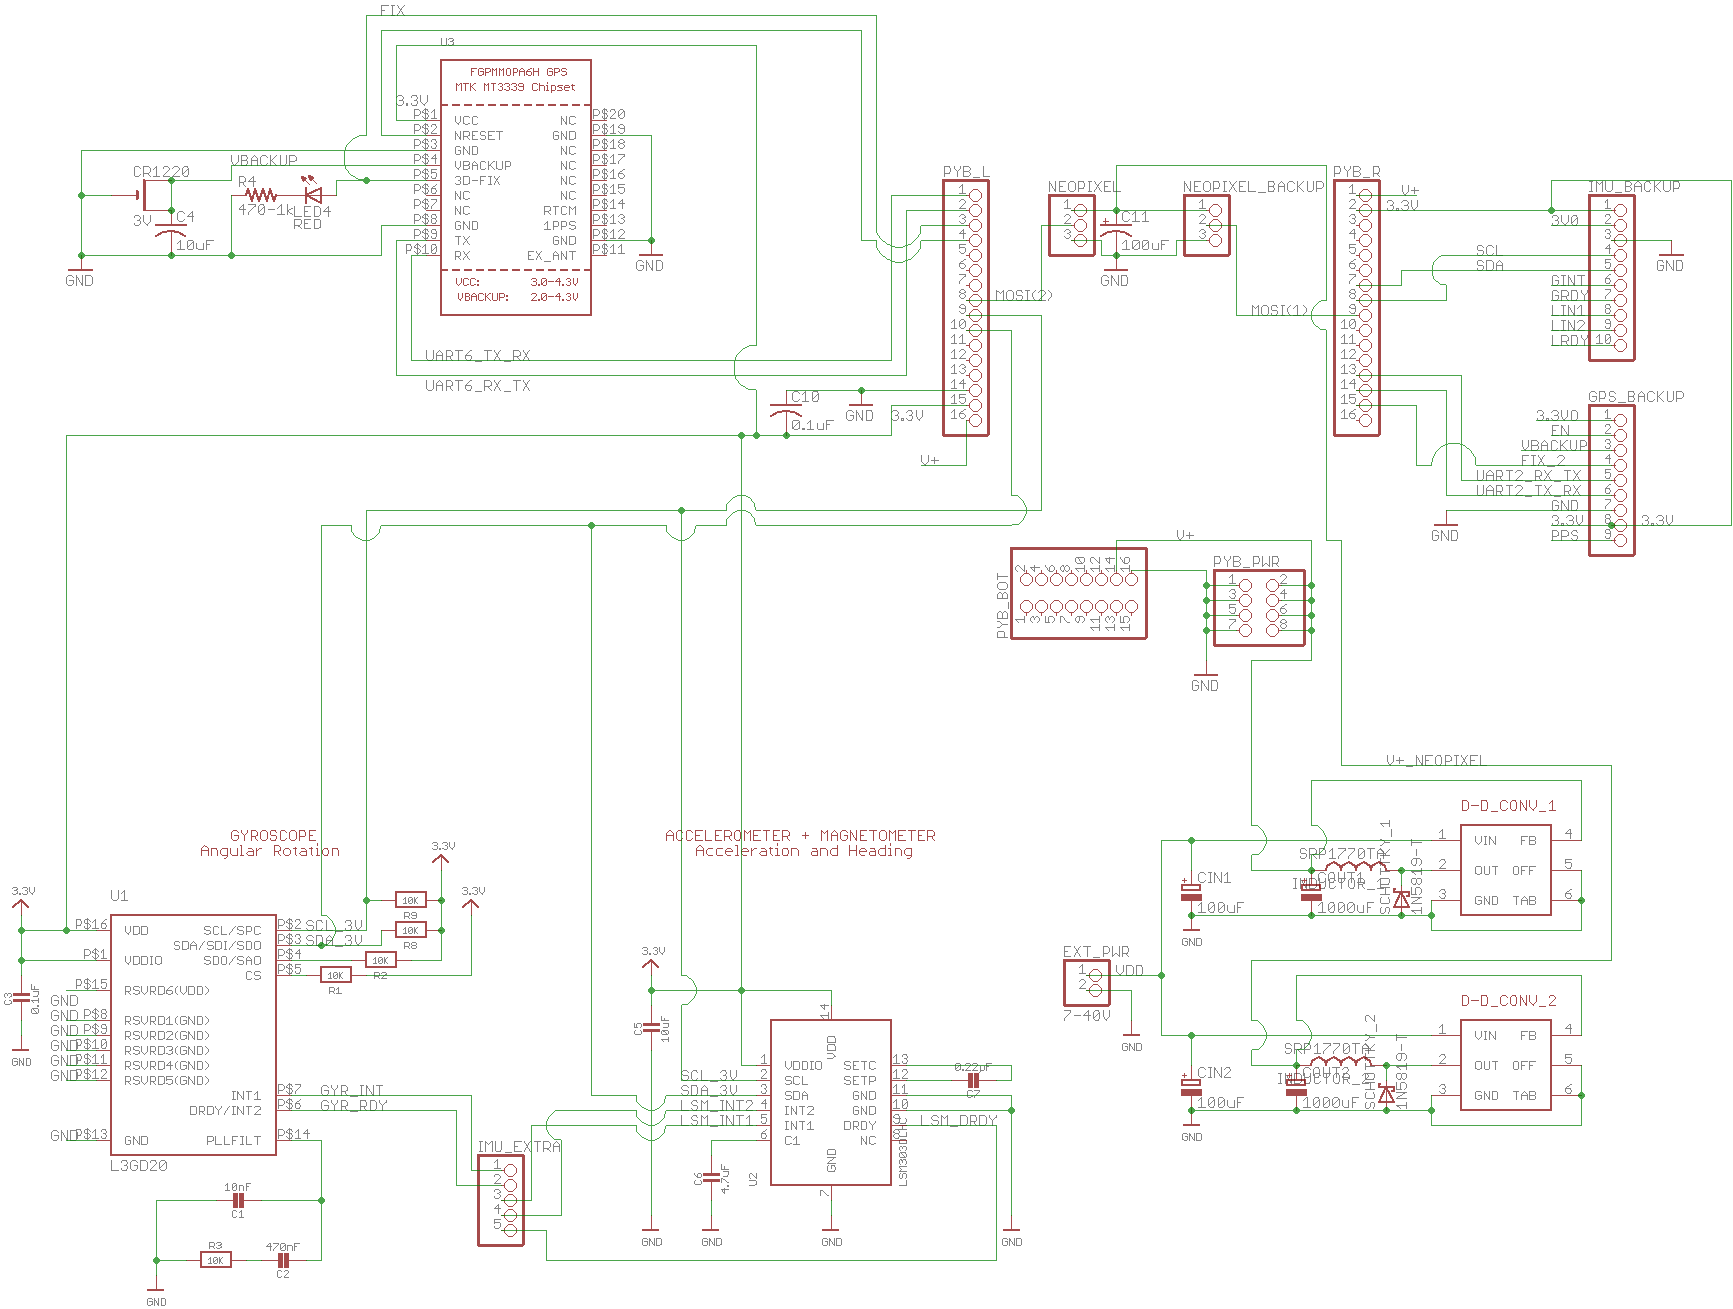 FIX
U3
FGPMMOPA6H GPS
MTK MT3339 Chipset
3.3V
P$1 VCC NC P$20
P$2 NRESET GND P$19
P$3 GND NC P$18
P$4 VBACKUP NC P$17
P$5 3D-FIX NC P$16
P$6 NC NC P$15
P$7 NC RTCM P$14
P$8 GND 1PPS P$13
P$9 TX GND P$12
P$10 RX EX_ANT P$11
VCC: 3.0-4.3V
VBACKUP: 2.0-4.3V
VBACKUP
CR1220
3V
R4
470-1k
LED4
RED
C4
10uF
GND
GND
UART6_TX_RX
UART6_RX_TX
PYB_L
1
2
3
4
5
6
7
8
9
10
11
12
13
14
15
16
MOSI(2)
C10
0.1uF
GND
3.3V
V+
NEOPIXEL
1
2
3
C11
100uF
GND
NEOPIXEL_BACKUP
1
2
3
MOSI(1)
PYB_R
1
2
3
4
5
6
7
8
9
10
11
12
13
14
15
16
V+
3.3V
SCL
SDA
IMU_BACKUP
1
3V0 2
3
4
5
GINT 6
GRDY 7
LIN1 8
LIN2 9
LRDY 10
GND
GPS_BACKUP
3.3VO 1
EN 2
VBACKUP 3
FIX_2 4
UART2_RX_TX 5
UART2_TX_RX 6
GND 7
3.3V 8 3.3V
PPS 9
GND
V+
PYB_BOT
2 4 6 8 10 12 14 16
1 3 5 7 9 11 13 15
PYB_PWR
1 2
3 4
5 6
7 8
GND
V+_NEOPIXEL
D-D_CONV_1
1 VIN FB 4
2 OUT OFF 5
3 GND TAB 6
SRP1770TA
INDUCTOR_1
COUT1
1000uF
SCHOTTKY_1
1N5819-T
CIN1
100uF
GND
EXT_PWR
1
2
VDD
7-40V
GND
D-D_CONV_2
1 VIN FB 4
2 OUT OFF 5
3 GND TAB 6
SRP1770TA
INDUCTOR_2
COUT2
1000uF
SCHOTTKY_2
1N5819-T
CIN2
100uF
GND
GYROSCOPE
Angular Rotation
3.3V
3.3V
3.3V
U1
P$16 VDD SCL/SPC P$2 SCL_3V
SDA/SDI/SDO P$3 SDA_3V
P$1 VDDIO SDO/SAO P$4
CS P$5
P$15 RSVRD6(VDD)
GND
GND P$8 RSVRD1(GND)
GND P$9 RSVRD2(GND)
GND P$10 RSVRD3(GND)
GND P$11 RSVRD4(GND)
GND P$12 RSVRD5(GND)
INT1 P$7 GYR_INT
DRDY/INT2 P$6 GYR_RDY
GND P$13 GND PLLFILT P$14
L3GD20
10K
R9
10K
R8
10K
R2
10K
R1
C3
0.1uF
GND
10nF
C1
R3
10K
470nF
C2
GND
IMU_EXTRA
1
2
3
4
5
ACCELEROMETER + MAGNETOMETER
Acceleration and Heading
3.3V
C5
10uF
14
VDD
1 VDDIO SETC 13
SCL_3V 2 SCL SETP 12
SDA_3V 3 SDA GND 11
LSM_INT2 4 INT2 GND 10
LSM_INT1 5 INT1 DRDY 9 LSM_DRDY
6 C1 NC 8
GND
7
U2
LSM303DLHC
0.22pF
C7
C6
4.7uF
GND
GND
GND
GND